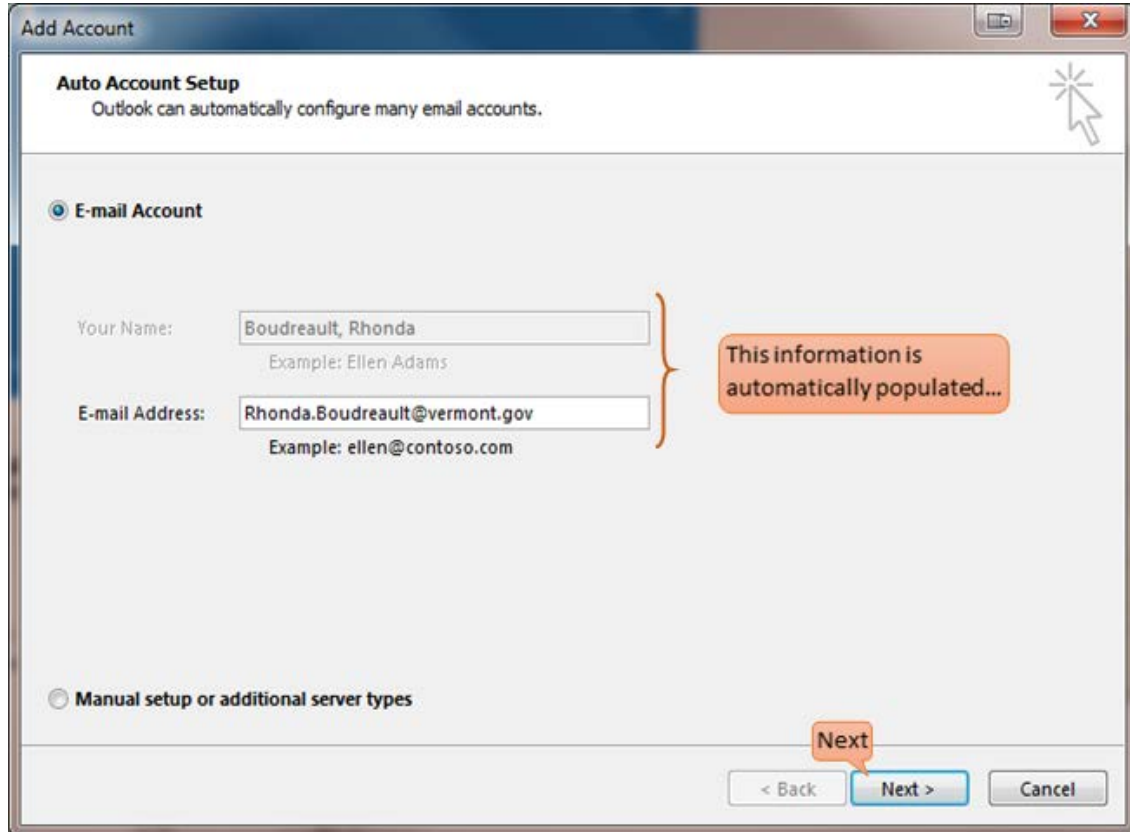 Add Account
Auto Account Setup
Outlook can automatically configure many email accounts.
E-mail Account
Your Name:
Boudreault, Rhonda
Example: Ellen Adams
This information is
automatically populated...
E-mail Address:
Rhonda.Boudreault@vermont.gov
Example: ellen@contoso.com
Manual setup or additional server types
Next
< Back
Next >
Cancel